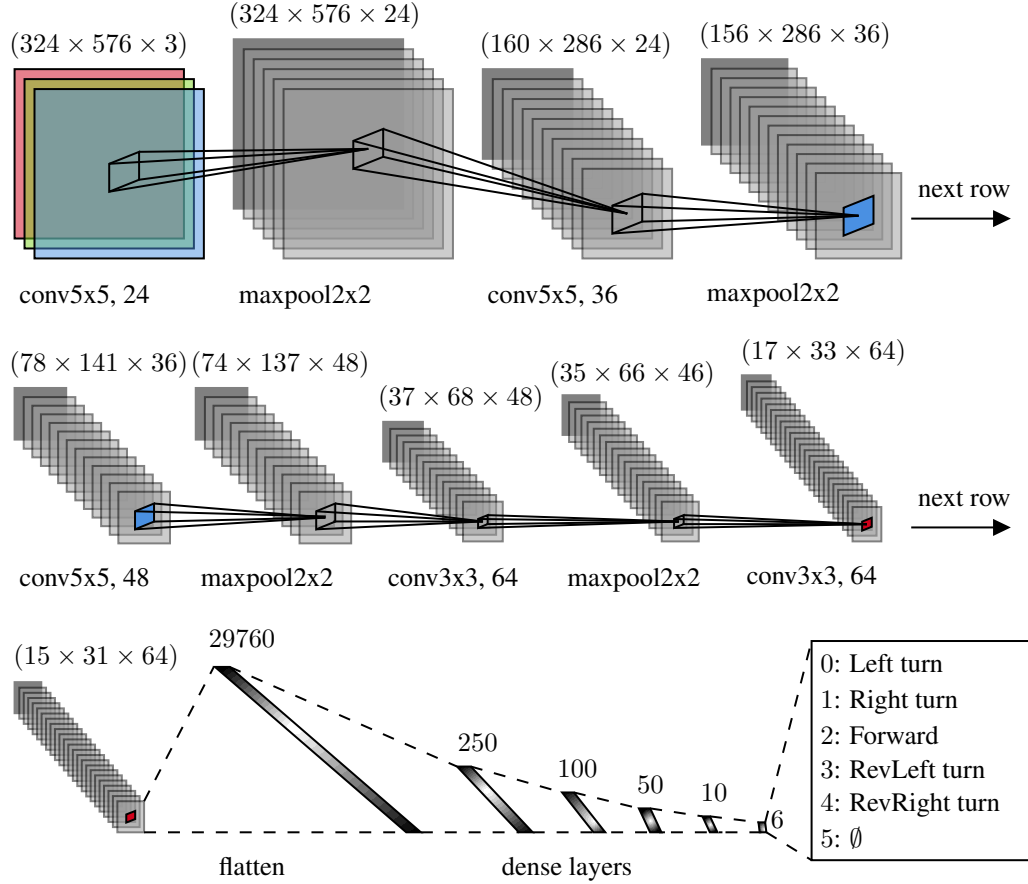 (324 × 576 × 3)
(324 × 576 × 24)
(160 × 286 × 24)
(156 × 286 × 36)
next row
conv5x5, 24
maxpool2x2
conv5x5, 36
maxpool2x2
(78 × 141 × 36)
(74 × 137 × 48)
(37 × 68 × 48)
(35 × 66 × 46)
(17 × 33 × 64)
next row
conv5x5, 48
maxpool2x2
conv3x3, 64
maxpool2x2
conv3x3, 64
(15 × 31 × 64)
29760
250
100
50
10
6
0: Left turn
1: Right turn
2: Forward
3: RevLeft turn
4: RevRight turn
5: ∅
flatten
dense layers